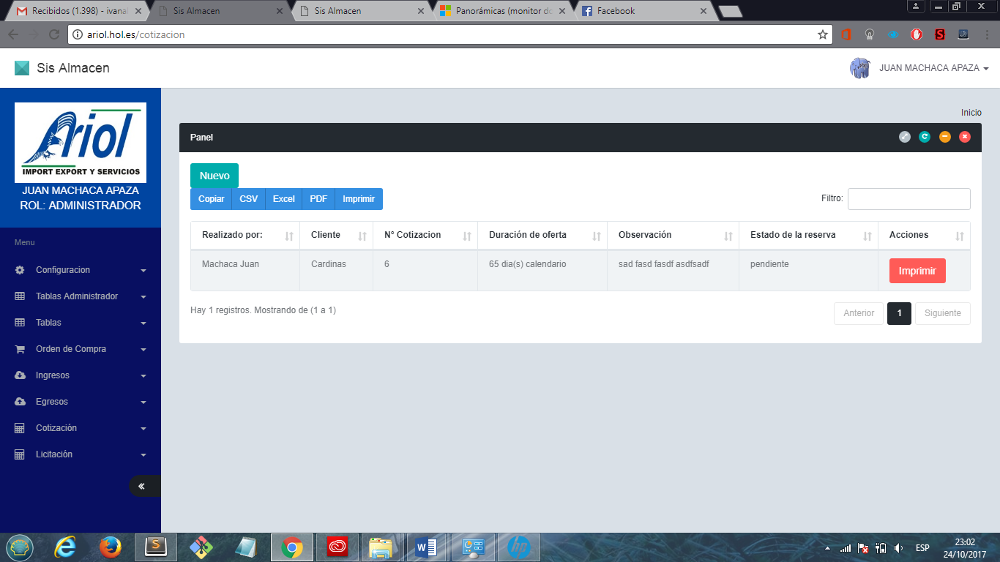 Recibidos (1.398) - ivanal
Sis Almacen
Sis Almacen
Panorámicas (monitor do
Facebook
ariol.hol.es/cotizacion
Sis Almacen
JUAN MACHACA APAZA
Ariol
IMPORT EXPORT Y SERVICIOS
JUAN MACHACA APAZA
ROL: ADMINISTRADOR
Menu
Configuracion
Tablas Administrador
Tablas
Orden de Compra
Ingresos
Egresos
Cotización
Licitación
Inicio
Panel
Nuevo
Copiar CSV Excel PDF Imprimir
Filtro:
Realizado por: Cliente N° Cotizacion Duración de oferta Observación Estado de la reserva Acciones
Machaca Juan Cardinas 6 65 dia(s) calendario sad fasd fasdf asdfsadf pendiente Imprimir
Hay 1 registros. Mostrando de (1 a 1)
Anterior 1 Siguiente
ESP
23:02
24/10/2017